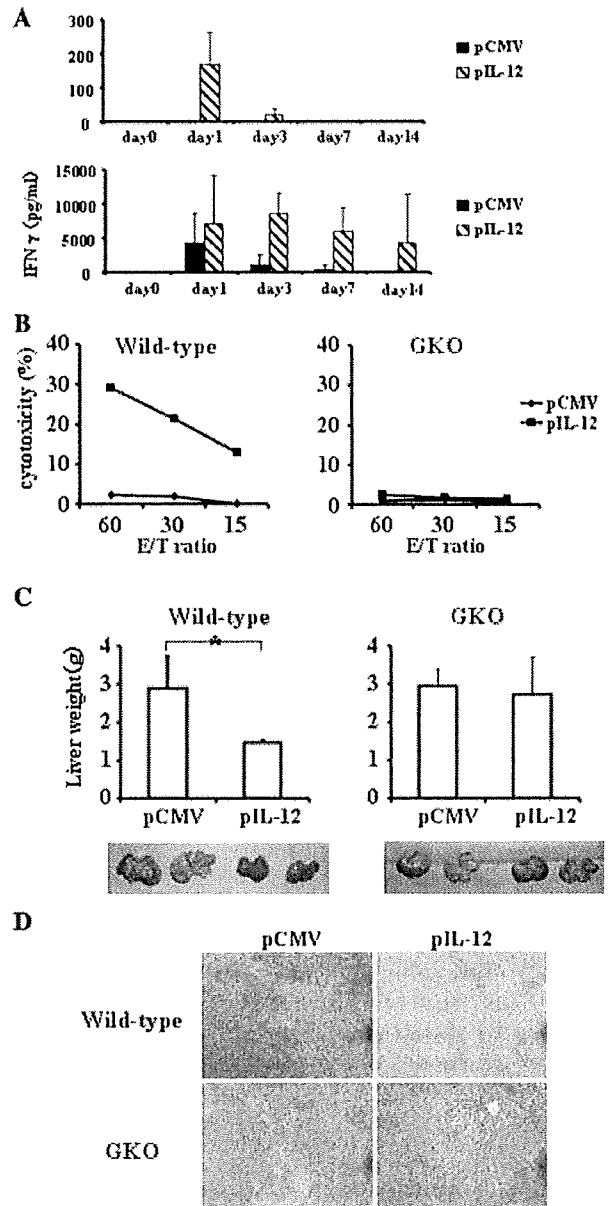 A
300
200
100
0
day0 day1 day3 day7 day14
pCMV
pIL-12
IFN γ (pg/ml)
15000
10000
5000
0
day0 day1 day3 day7 day14
pCMV
pIL-12
B
Wild-type
GKO
cytotoxicity (%)
40
30
20
10
0
60 30 15
E/T ratio
40
30
20
10
0
60 30 15
E/T ratio
pCMV
pIL-12
C
Wild-type
GKO
Liver weight(g)
4
3
2
1
0
*
pCMV pIL-12
4
3
2
1
0
pCMV pIL-12
D
pCMV pIL-12
Wild-type
GKO